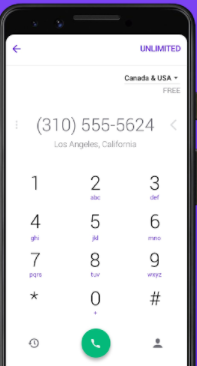 UNLIMITED
Canada & USA
FREE
(310) 555-5624
Los Angeles, California
1 2 3
abc def
4 5 6
ghi jkl mno
7 8 9
pqrs tuv wxyz
* 0 #
+